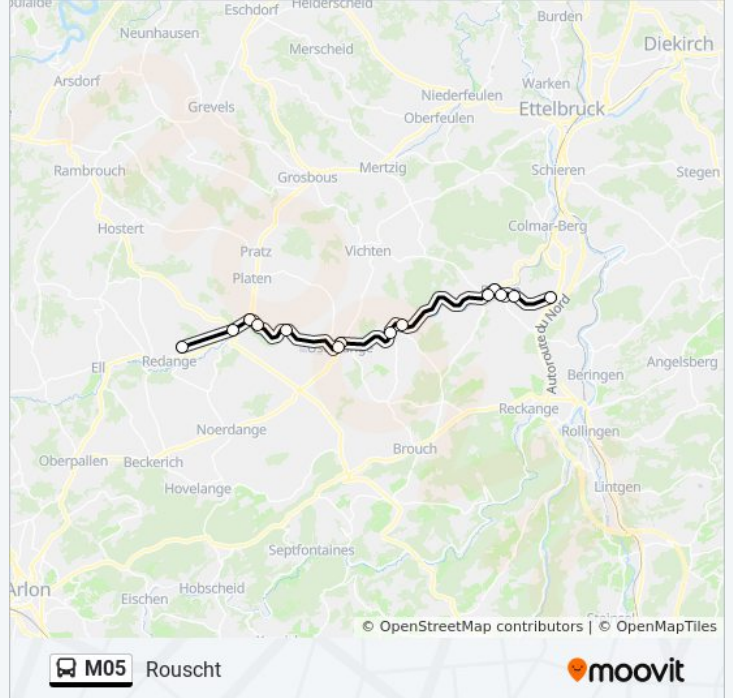 Eschdorf
Heiderscheid
Burden
Neunhausen
Merscheid
Diekirch
Arsdorf
Warken
Niederfeulen
Ettelbruck
Grevels
Oberfeulen
Rambrouch
Mertzig
Schieren
Grosbous
Stegen
Hostert
Colmar-Berg
Pratz
Vichten
Platen
Autoroute du Nord
Redange
Ell
Angelsberg
Beringen
Reckange
Noerdange
Rollingen
Brouch
Oberpallen
Beckerich
Hovelange
Lintgen
Septfontaines
Arlon
Hobscheid
Eischen
© OpenStreetMap contributors | © OpenMapTiles
M05 Rouscht
moovit